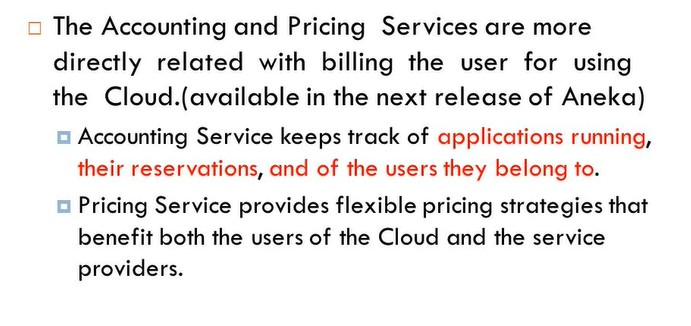 The Accounting and Pricing Services are more
directly related with billing the user for using
the Cloud.(available in the next release of Aneka)
Accounting Service keeps track of applications running,
their reservations, and of the users they belong to.
Pricing Service provides flexible pricing strategies that
benefit both the users of the Cloud and the service
providers.